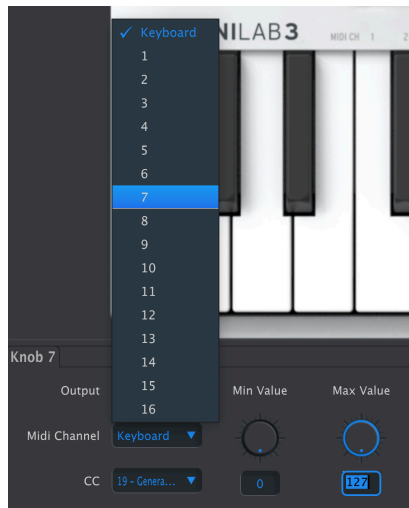 ✓ Keyboard
NILAB3
MIDI CH 1 2
1
2
3
4
5
6
7
8
9
10
11
12
13
14
15
16
Knob 7
Output
Min Value
Max Value
Midi Channel
Keyboard
CC
19 - Genera...
0
127